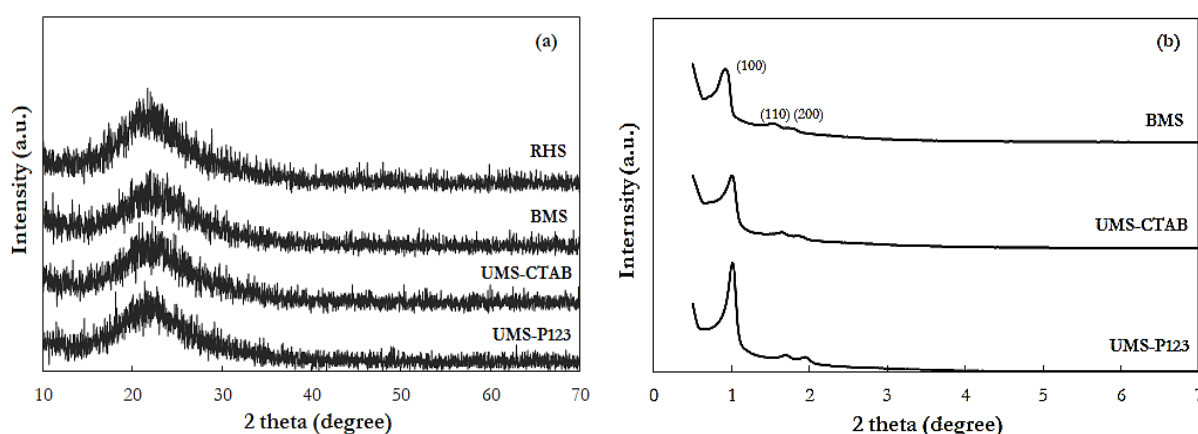 (a)
Intensity (a.u.)
RHS
BMS
UMS-CTAB
UMS-P123
10 20 30 40 50 60 70
2 theta (degree)
(b)
Internsity (a.u.)
(100)
(110) (200)
BMS
UMS-CTAB
UMS-P123
0 1 2 3 4 5 6 7
2 theta (degree)